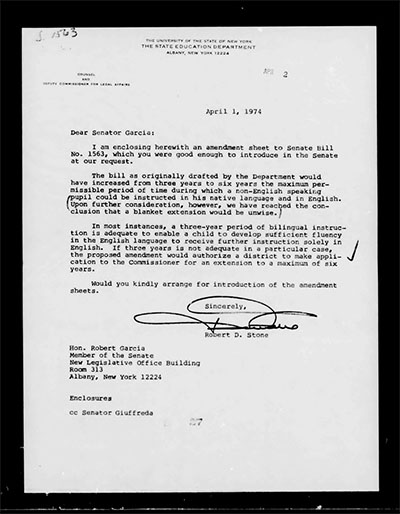 S 1563
THE UNIVERSITY OF THE STATE OF NEW YORK
THE STATE EDUCATION DEPARTMENT
ALBANY, NEW YORK 12224
COUNSEL
AND
DEPUTY COMMISSIONER FOR LEGAL AFFAIRS
APR 2
April 1, 1974
Dear Senator Garcia:
I am enclosing herewith an amendment sheet to Senate Bill
No. 1563, which you were good enough to introduce in the Senate
at our request.
The bill as originally drafted by the Department would
have increased from three years to six years the maximum per-
missible period of time during which a non-English speaking
pupil could be instructed in his native language and in English.
(Upon further consideration, however, we have reached the con-
clusion that a blanket extension would be unwise.)
In most instances, a three-year period of bilingual instruc-
tion is adequate to enable a child to develop sufficient fluency
in the English language to receive further instruction solely in
English. If three years is not adequate in a particular case,
the proposed amendment would authorize a district to make appli-
cation to the Commissioner for an extension to a maximum of six
years.
Would you kindly arrange for introduction of the amendment
sheets.
Sincerely,
Robert D. Stone
Hon. Robert Garcia
Member of the Senate
New Legislative Office Building
Room 313
Albany, New York 12224
Enclosures
cc Senator Giuffreda